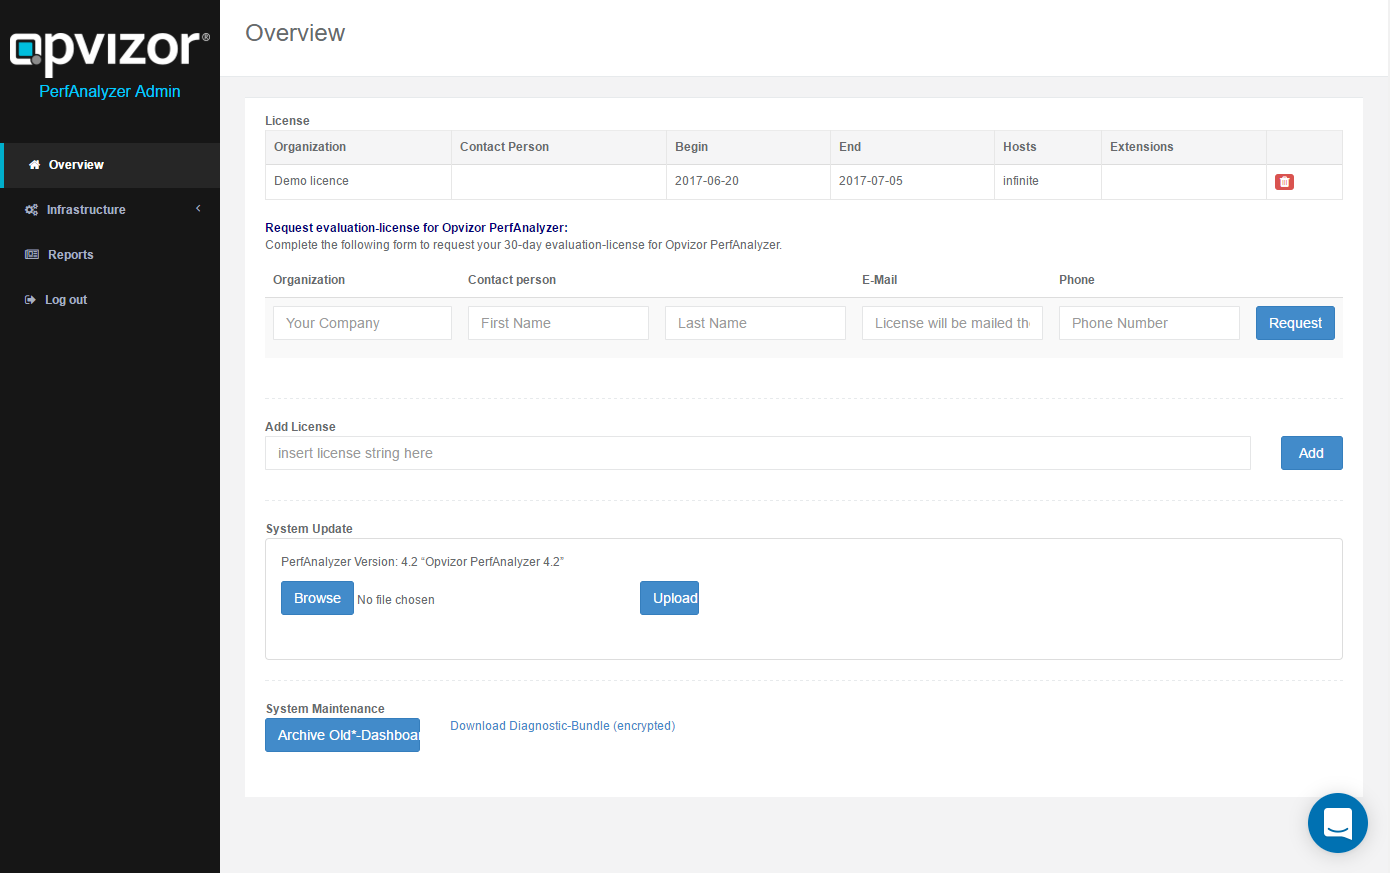 opvizor®
PerfAnalyzer Admin
Overview
Infrastructure
Reports
Log out
Overview
License
Organization Contact Person Begin End Hosts Extensions
Demo licence 2017-06-20 2017-07-05 infinite
Request evaluation-license for Opvizor PerfAnalyzer:
Complete the following form to request your 30-day evaluation-license for Opvizor PerfAnalyzer.
Organization Contact person E-Mail Phone
Your Company First Name Last Name License will be mailed th Phone Number Request
Add License
insert license string here Add
System Update
PerfAnalyzer Version: 4.2 “Opvizor PerfAnalyzer 4.2”
Browse No file chosen Upload
System Maintenance
Archive Old*-Dashboar Download Diagnostic-Bundle (encrypted)